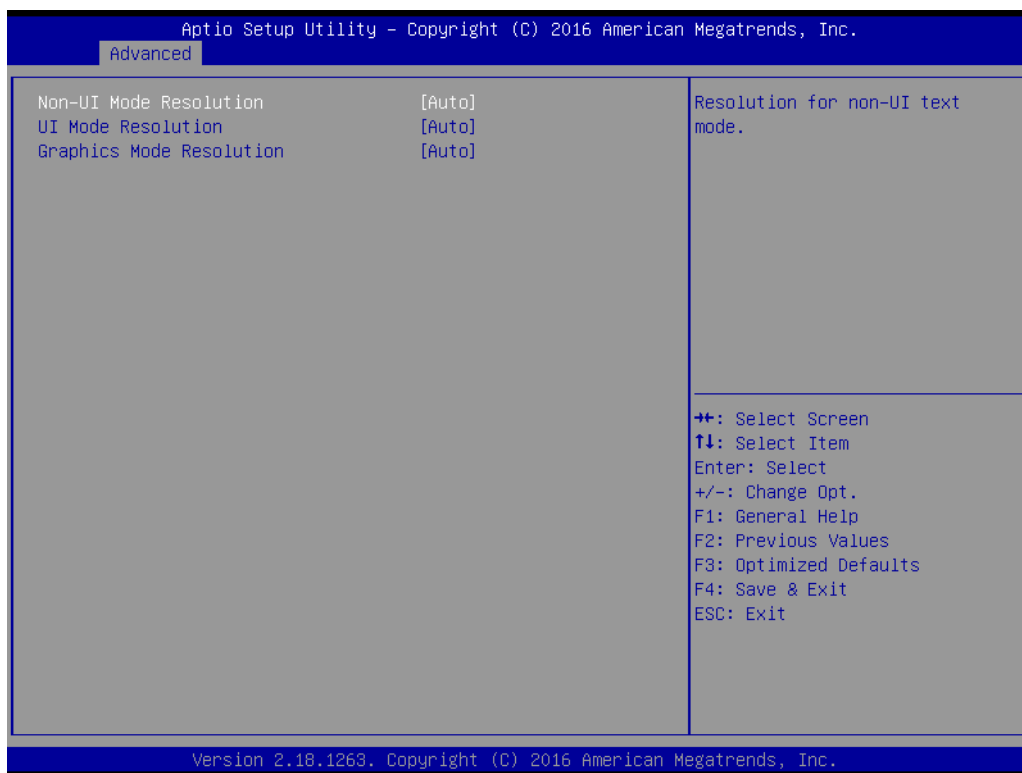 Aptio Setup Utility – Copyright (C) 2016 American Megatrends, Inc.
Advanced
Non-UI Mode Resolution [Auto]
UI Mode Resolution [Auto]
Graphics Mode Resolution [Auto]
Resolution for non-UI text
mode.
→←: Select Screen
↑↓: Select Item
Enter: Select
+/-: Change Opt.
F1: General Help
F2: Previous Values
F3: Optimized Defaults
F4: Save & Exit
ESC: Exit
Version 2.18.1263. Copyright (C) 2016 American Megatrends, Inc.